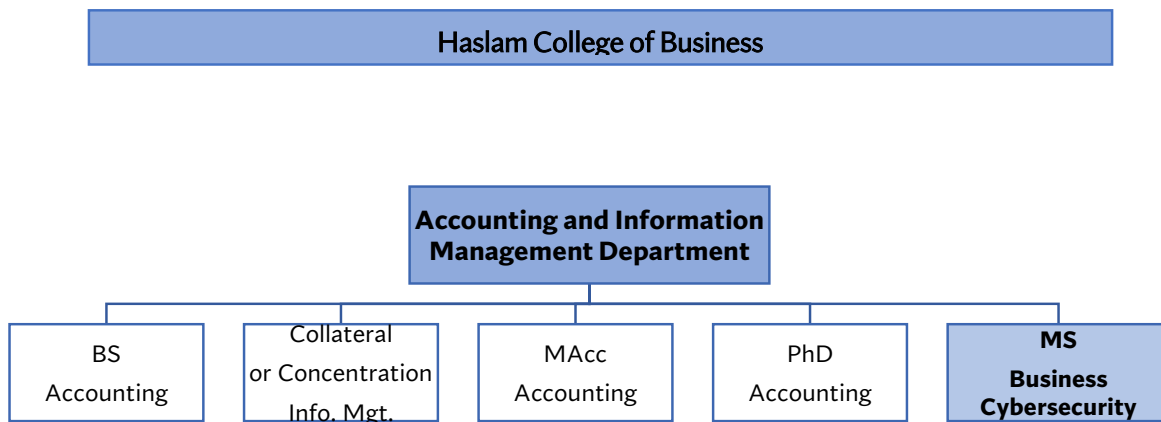 Haslam College of Business
Accounting and Information
Management Department
BS
Accounting
Collateral
or Concentration
Info. Mgt.
MAcc
Accounting
PhD
Accounting
MS
Business
Cybersecurity